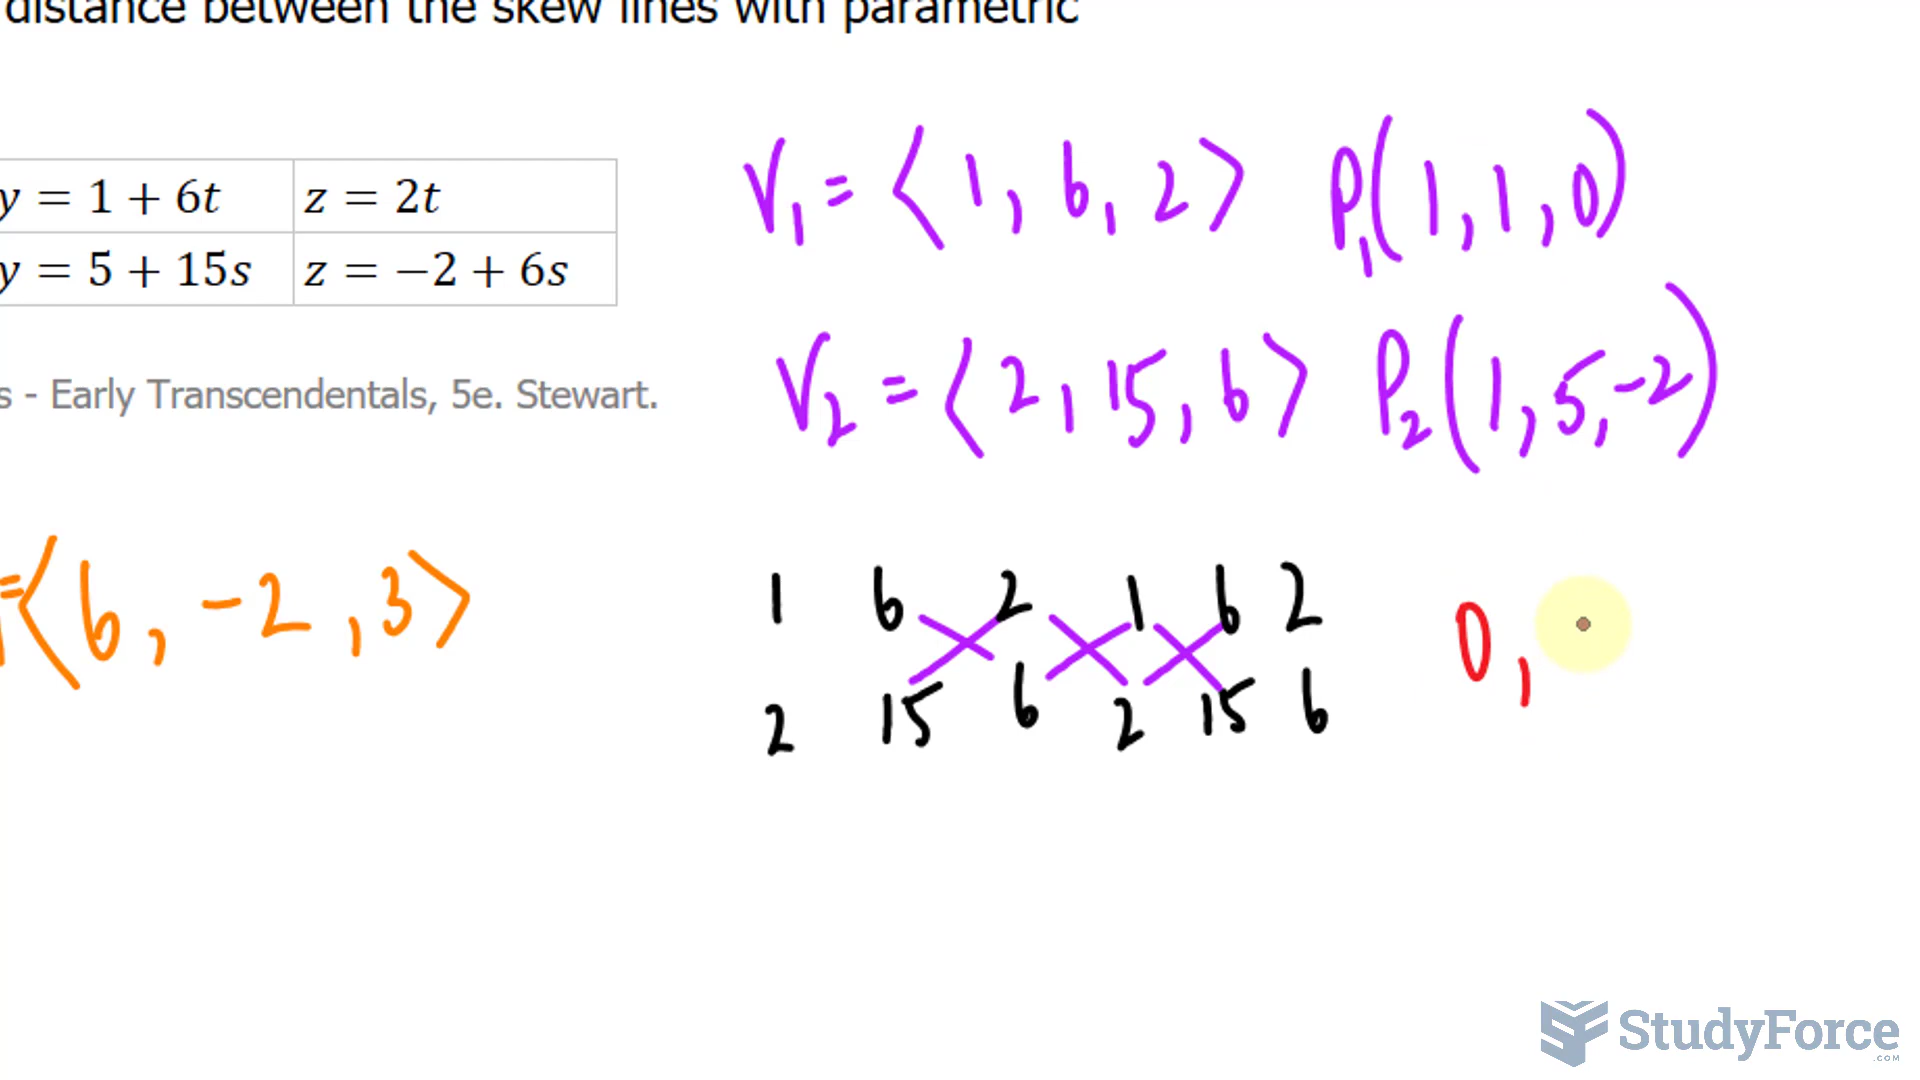 distance between the skew lines with parametric
y = 1 + 6t z = 2t
y = 5 + 15s z = −2 + 6s
s - Early Transcendentals, 5e. Stewart.
V₁ = ⟨1, 6, 2⟩ P₁(1, 1, 0)
V₂ = ⟨2, 15, 6⟩ P₂(1, 5, -2)
=⟨6, -2, 3⟩
1 6 2 1 6 2
2 15 6 2 15 6
0,
StudyForce
.COM